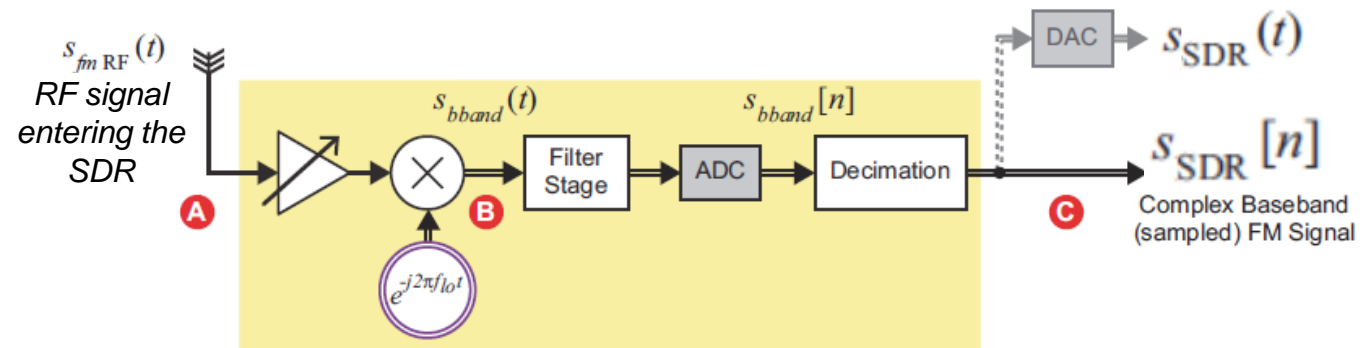 s_fm RF(t)
RF signal
entering the
SDR
A
s_bband(t)
B
e^-j2πf_lo t
Filter
Stage
ADC
s_bband[n]
Decimation
DAC
s_SDR(t)
C
s_SDR[n]
Complex Baseband
(sampled) FM Signal